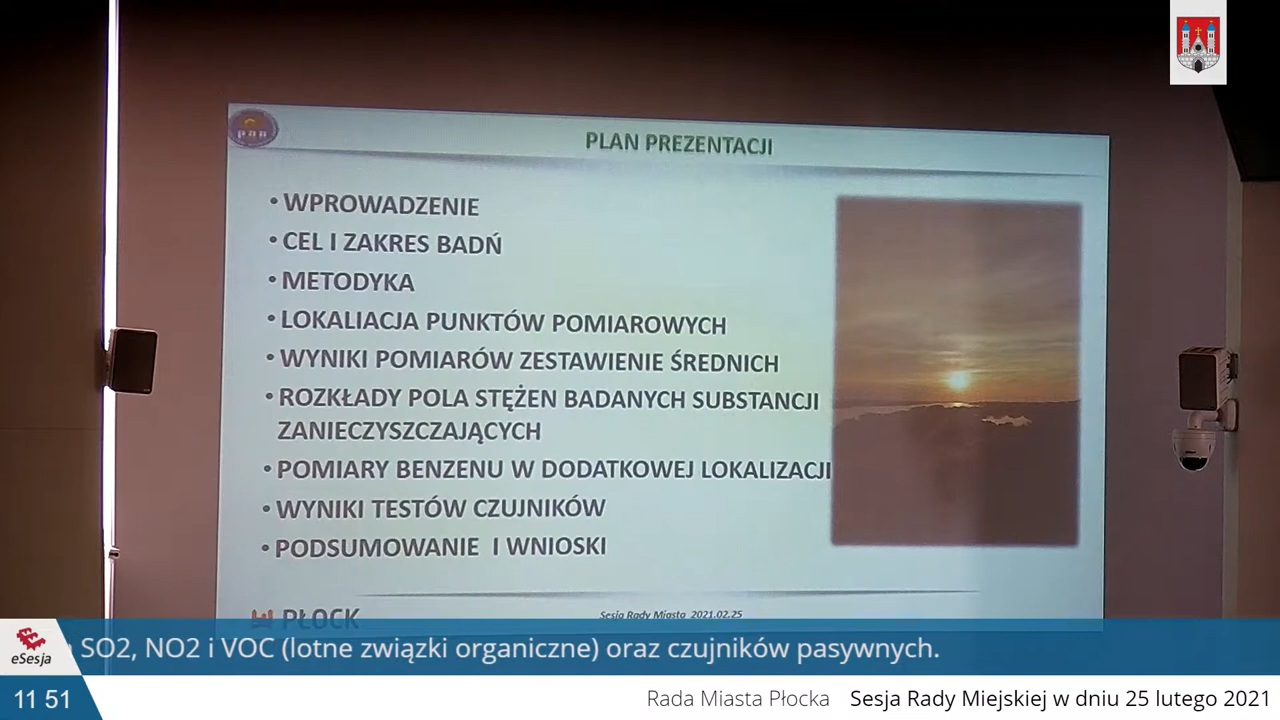 pan
PLAN PREZENTACJI
• WPROWADZENIE
• CEL I ZAKRES BADŃ
• METODYKA
• LOKALIACJA PUNKTÓW POMIAROWYCH
• WYNIKI POMIARÓW ZESTAWIENIE ŚREDNICH
• ROZKŁADY POLA STĘŻEN BADANYCH SUBSTANCJI
ZANIECZYSZCZAJĄCYCH
• POMIARY BENZENU W DODATKOWEJ LOKALIZACJI
• WYNIKI TESTÓW CZUJNIKÓW
• PODSUMOWANIE I WNIOSKI
PŁOCK
Sesja Rady Miasta 2021.02.25
SO2, NO2 i VOC (lotne związki organiczne) oraz czujników pasywnych.
eSesja
11 51
Rada Miasta Płocka Sesja Rady Miejskiej w dniu 25 lutego 2021